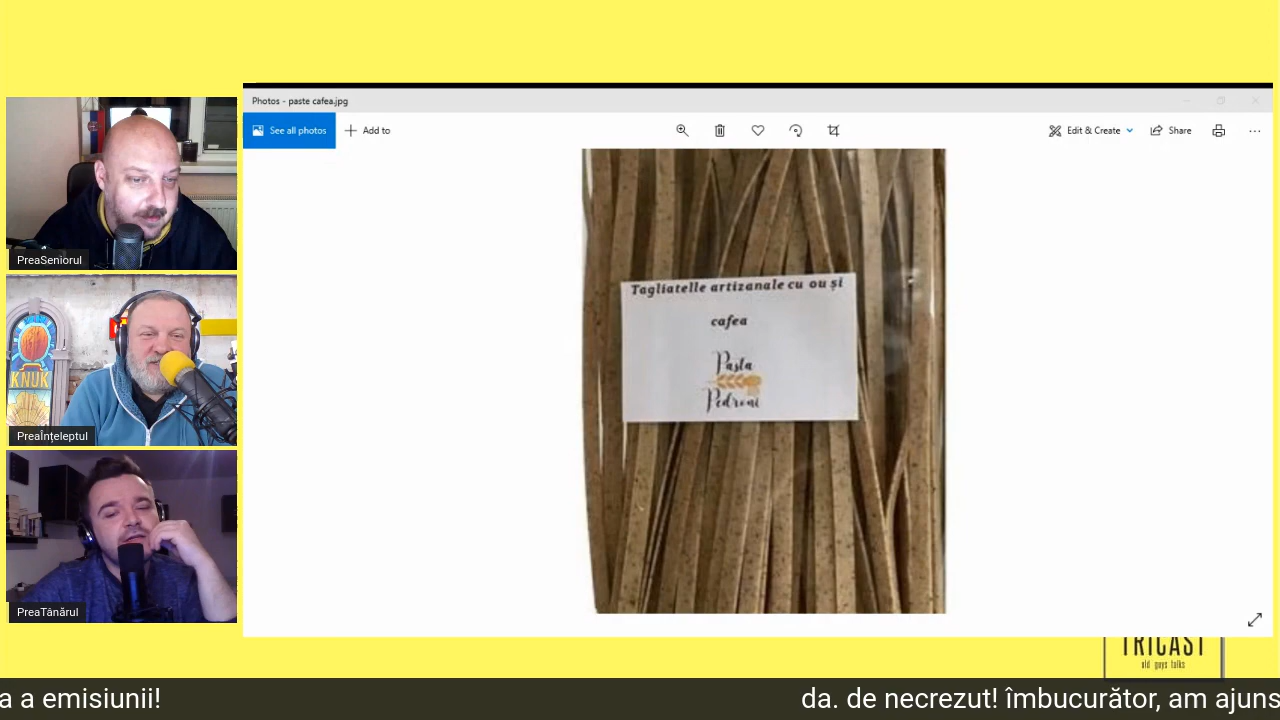 Photos - paste cafea.jpg
See all photos
Add to
Edit & Create
Share
Tagliatelle artizanale cu ou și
cafea
Pasta
Pedroni
PreaSeniorul
KNUK
PreaÎnțeleptul
PreaTânărul
TRICAST
old guys talks
a a emisiunii!
da. de necrezut! îmbucurător, am ajuns